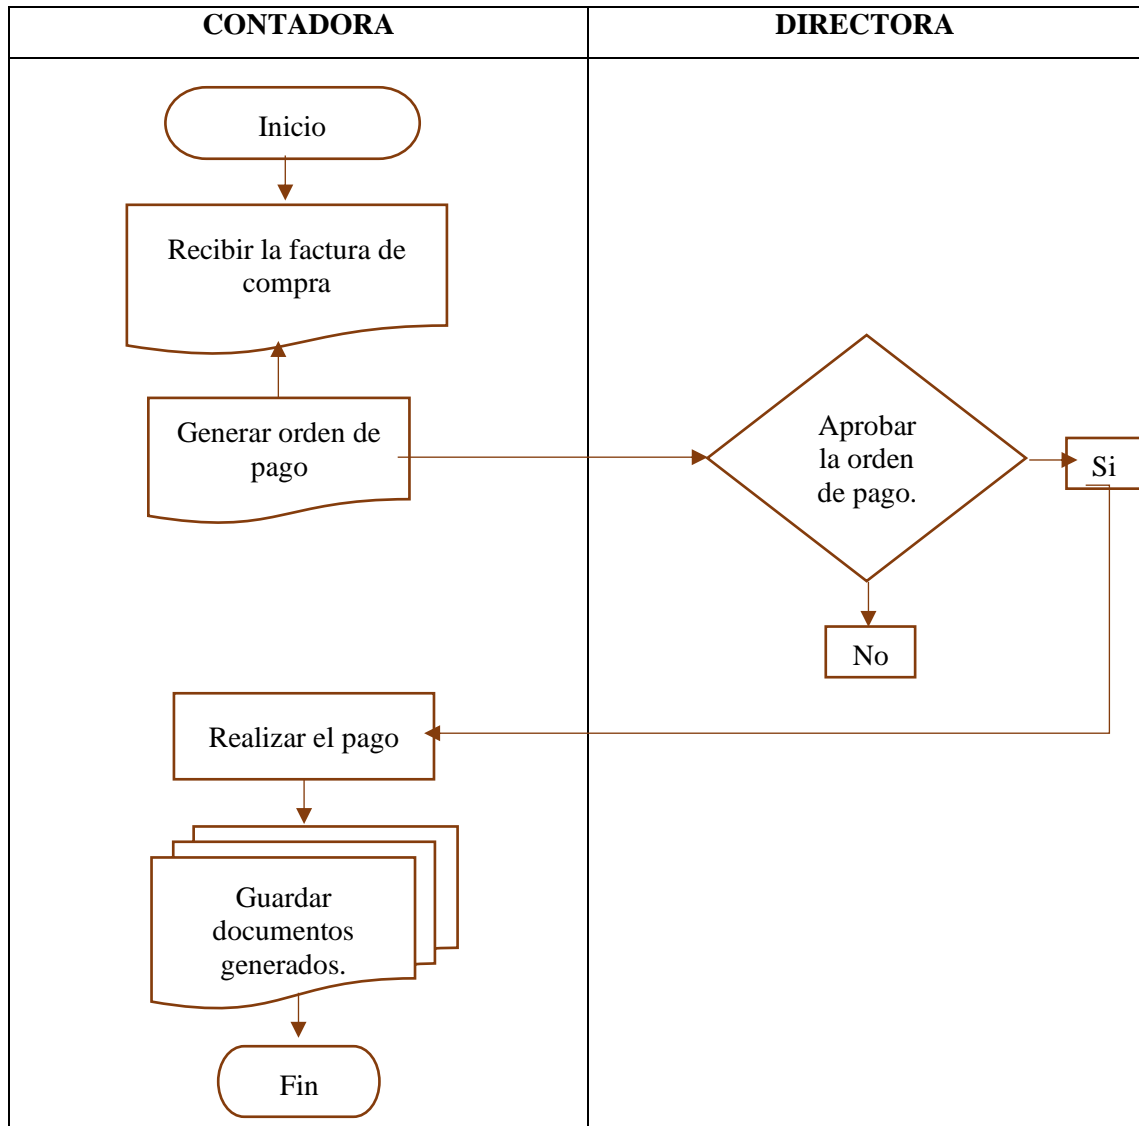 CONTADORA
DIRECTORA
Inicio
Recibir la factura de
compra
Generar orden de
pago
Aprobar
la orden
de pago.
Si
No
Realizar el pago
Guardar
documentos
generados.
Fin